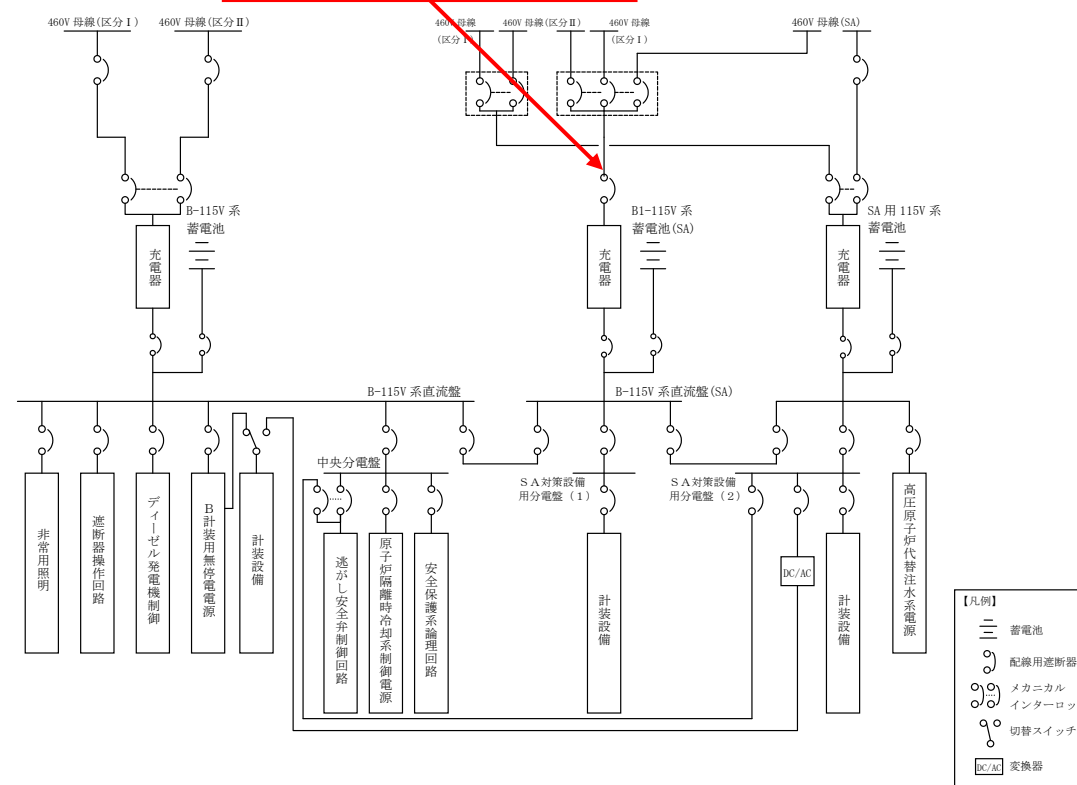 460V 母線(区分Ⅰ)
460V 母線(区分Ⅱ)
460V 母線
(区分Ⅰ)
460V 母線(区分Ⅱ)
460V 母線
(区分Ⅰ)
460V 母線(SA)
B-115V 系
蓄電池
B1-115V 系
蓄電池(SA)
SA 用 115V 系
蓄電池
充電器
充電器
充電器
B-115V 系直流盤
B-115V 系直流盤(SA)
中央分電盤
SA対策設備
用分電盤（1）
SA対策設備
用分電盤（2）
非常用照明
遮断器操作回路
ディーゼル発電機制御
B計装用無停電電源
計装設備
逃がし安全弁制御回路
原子炉隔離時冷却系制御電源
安全保護系論理回路
計装設備
DC/AC
計装設備
高圧原子炉代替注水系電源
【凡例】
蓄電池
配線用遮断器
メカニカル
インターロッ
切替スイッチ
DC/AC 変換器